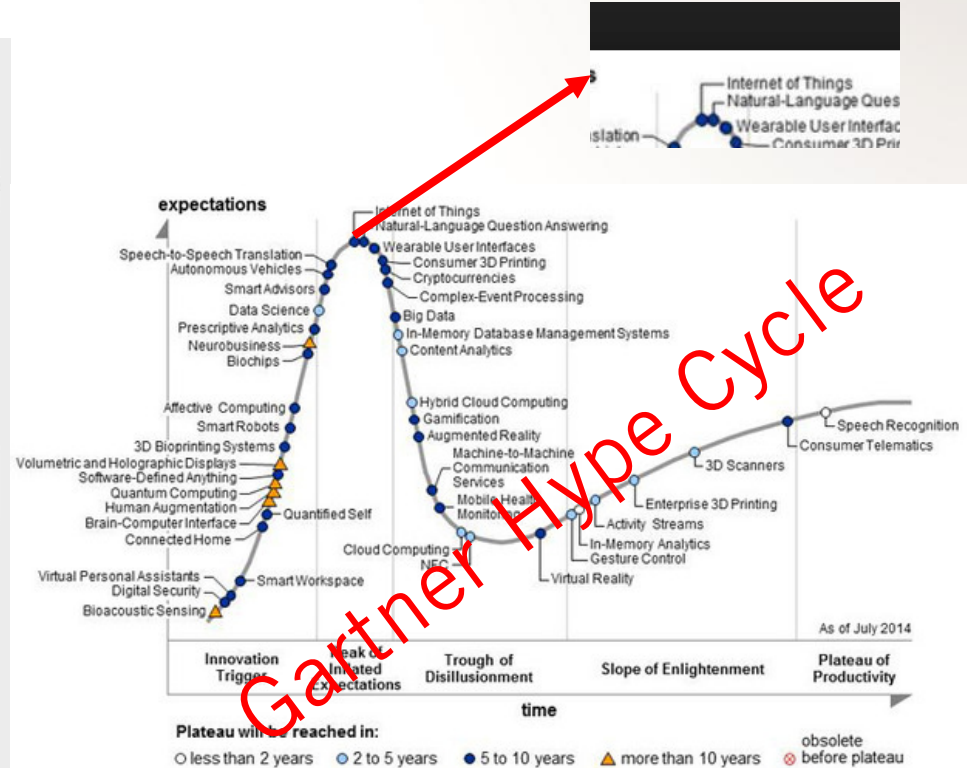 s
Internet of Things
Natural-Language Ques
Wearable User Interfac
slation
Consumer 3D Prin
expectations
Internet of Things
Natural-Language Question Answering
Wearable User Interfaces
Speech-to-Speech Translation
Consumer 3D Printing
Autonomous Vehicles
Cryptocurrencies
Smart Advisors
Complex-Event Processing
Data Science
Big Data
Prescriptive Analytics
In-Memory Database Management Systems
Neurobusiness
Content Analytics
Biochips
Hybrid Cloud Computing
Affective Computing
Gamification
Smart Robots
Augmented Reality
3D Bioprinting Systems
Machine-to-Machine
Communication
Services
Volumetric and Holographic Displays
Software-Defined Anything
Quantum Computing
Mobile Health
Monitoring
Human Augmentation
Quantified Self
Brain-Computer Interface
Connected Home
Cloud Computing
NFC
Virtual Personal Assistants
Smart Workspace
Digital Security
Bioacoustic Sensing
Speech Recognition
Consumer Telematics
3D Scanners
Enterprise 3D Printing
Activity Streams
In-Memory Analytics
Gesture Control
Virtual Reality
Gartner Hype Cycle
As of July 2014
Innovation
Trigger
Peak of
Inflated
Expectations
Trough of
Disillusionment
Slope of Enlightenment
Plateau of
Productivity
time
Plateau will be reached in:
less than 2 years
2 to 5 years
5 to 10 years
more than 10 years
obsolete
before plateau